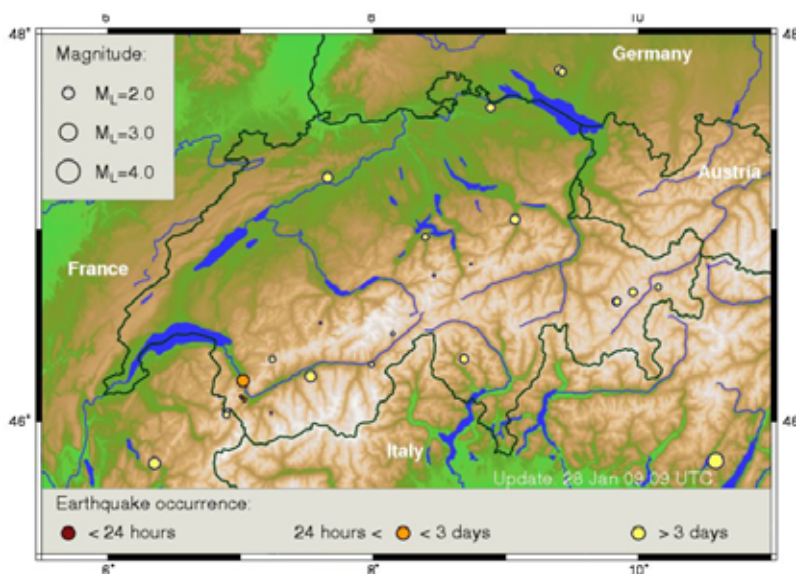 6° 8° 10°
48° 48°
Magnitude:
Germany
ML=2.0
ML=3.0
Austria
ML=4.0
France
46° 46°
Italy
Update: 28 Jan 09:09 UTC
Earthquake occurrence:
< 24 hours 24 hours < < 3 days > 3 days
6° 8° 10°